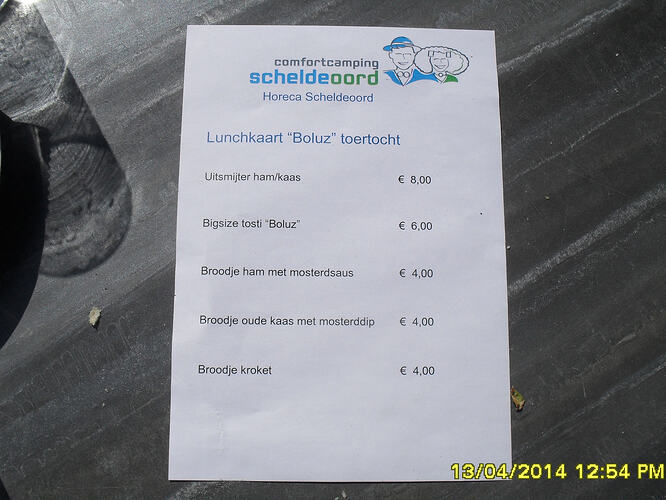 comfortcamping
scheldeoord
Horeca Scheldeoord
Lunchkaart “Boluz” toertocht
Uitsmijter ham/kaas € 8,00
Bigsize tosti “Boluz” € 6,00
Broodje ham met mosterdsaus € 4,00
Broodje oude kaas met mosterddip € 4,00
Broodje kroket € 4,00
13/04/2014 12:54 PM